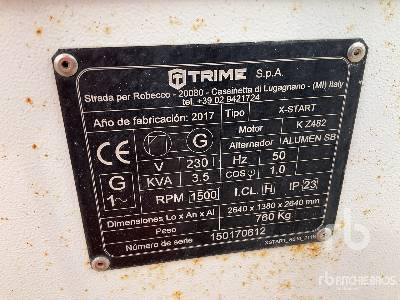 TRIME S.p.A.
Strada per Robecco - 20080 - Cassinetta di Lugagnano - (MI) Italy
tel. +39 02 9421724
Año de fabricación: 2017 Tipo X-START
Motor K Z482
Alternador ALUMEN SB
CE G
V 230 Hz 50
G KVA 3.5 cos φ 1.0
1~ RPM 1500 I.CL. H IP 23
Dimensiones Lo x An x Al 2640 x 1380 x 2640 mm
Peso 780 Kg
Número de serie 150170612
rb
RITCHIE BROS.